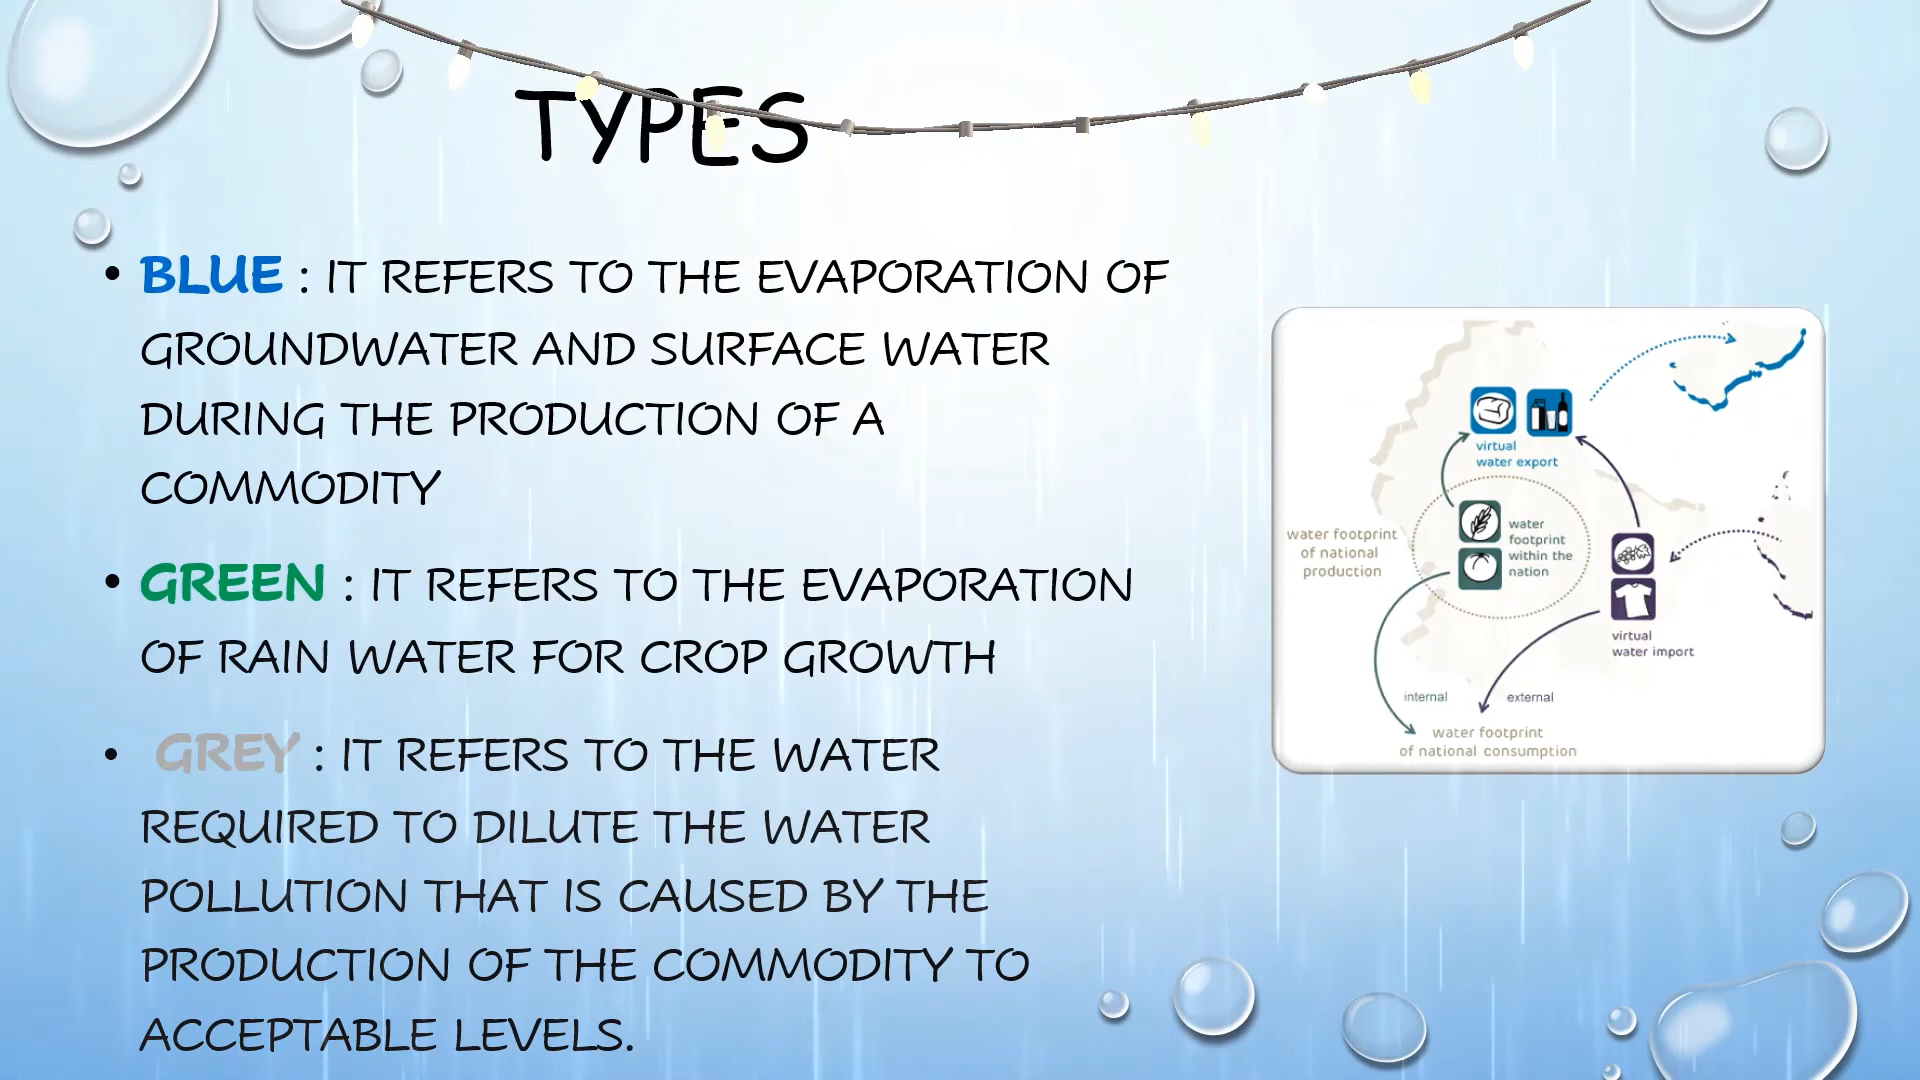 TYPES
• BLUE : IT REFERS TO THE EVAPORATION OF
GROUNDWATER AND SURFACE WATER
DURING THE PRODUCTION OF A
COMMODITY
• GREEN : IT REFERS TO THE EVAPORATION
OF RAIN WATER FOR CROP GROWTH
• GREY : IT REFERS TO THE WATER
REQUIRED TO DILUTE THE WATER
POLLUTION THAT IS CAUSED BY THE
PRODUCTION OF THE COMMODITY TO
ACCEPTABLE LEVELS.
virtual
water export
water footprint
of national
production
water
footprint
within the
nation
virtual
water import
internal
external
water footprint
of national consumption